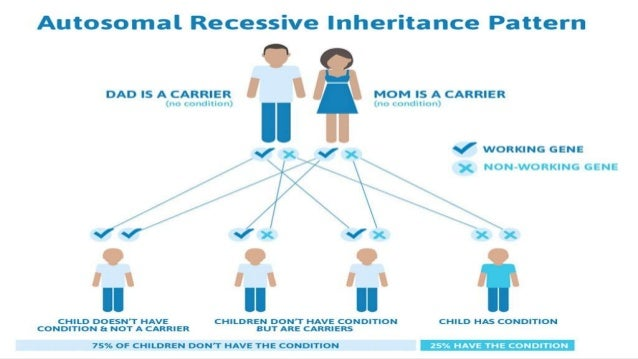 Autosomal Recessive Inheritance Pattern
DAD IS A CARRIER
(no condition)
MOM IS A CARRIER
(no condition)
WORKING GENE
NON-WORKING GENE
CHILD DOESN'T HAVE
CONDITION & NOT A CARRIER
CHILDREN DON'T HAVE CONDITION
BUT ARE CARRIERS
CHILD HAS CONDITION
75% OF CHILDREN DON'T HAVE THE CONDITION
25% HAVE THE CONDITION